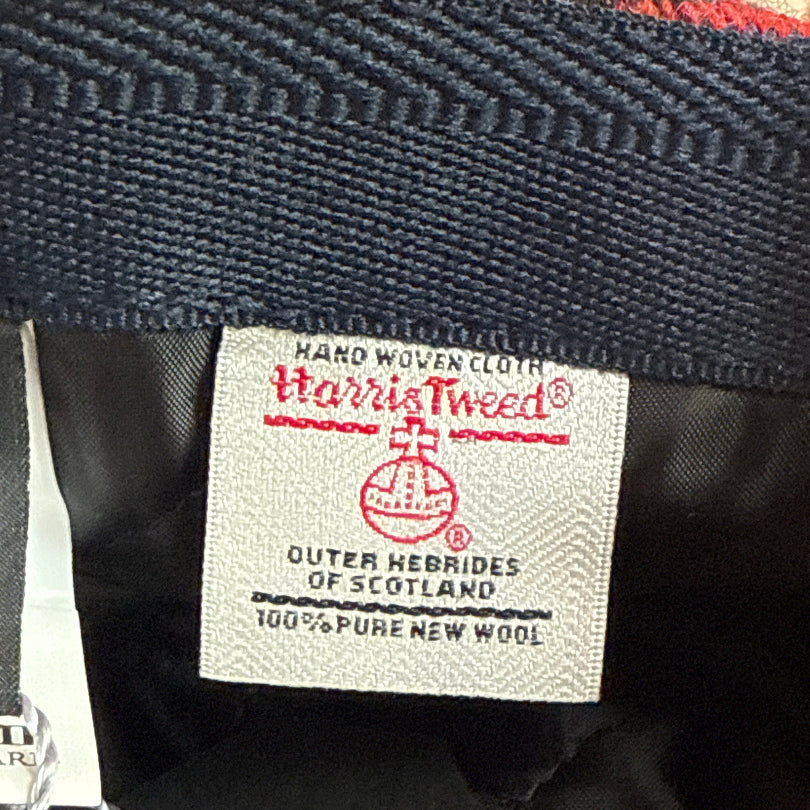 HAND WOVEN CLOTH
Harris Tweed®
®
OUTER HEBRIDES
OF SCOTLAND
100% PURE NEW WOOL